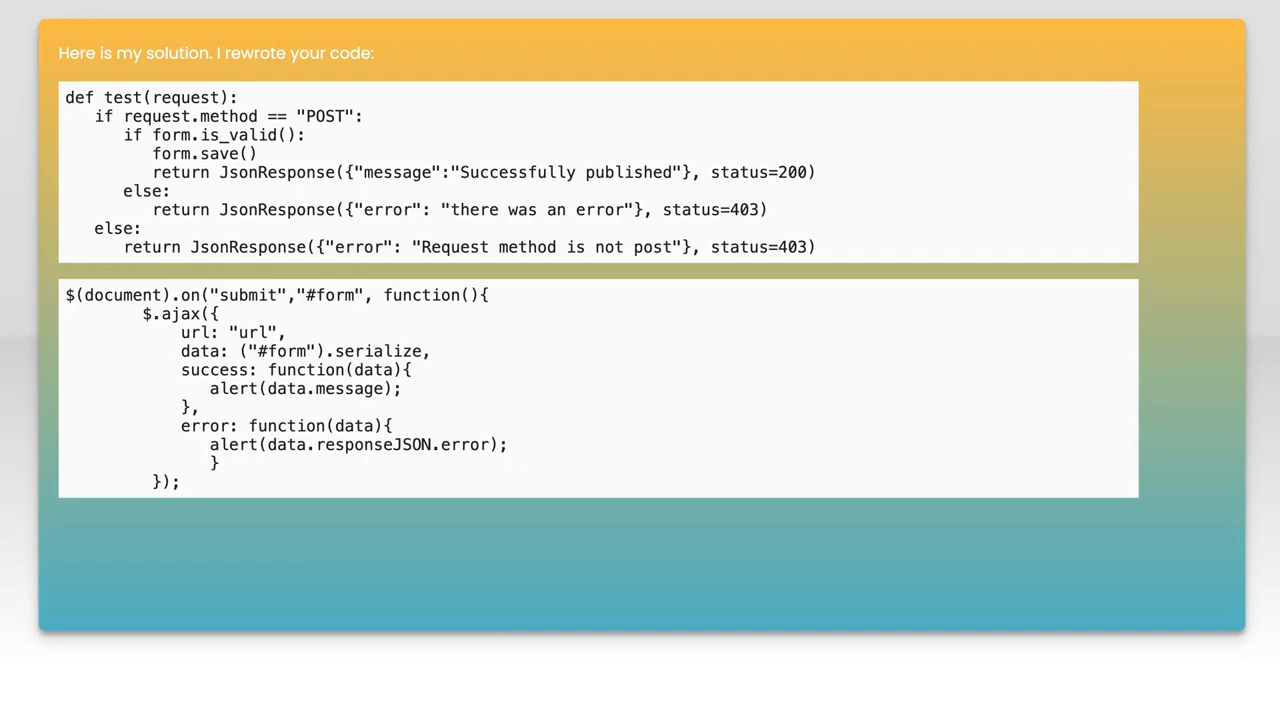 Here is my solution. I rewrote your code:
def test(request):
   if request.method == "POST":
      if form.is_valid():
         form.save()
         return JsonResponse({"message":"Successfully published"}, status=200)
      else:
         return JsonResponse({"error": "there was an error"}, status=403)
   else:
      return JsonResponse({"error": "Request method is not post"}, status=403)
$(document).on("submit","#form", function(){
        $.ajax({
            url: "url",
            data: ("#form").serialize,
            success: function(data){
               alert(data.message);
            },
            error: function(data){
               alert(data.responseJSON.error);
               }
         });